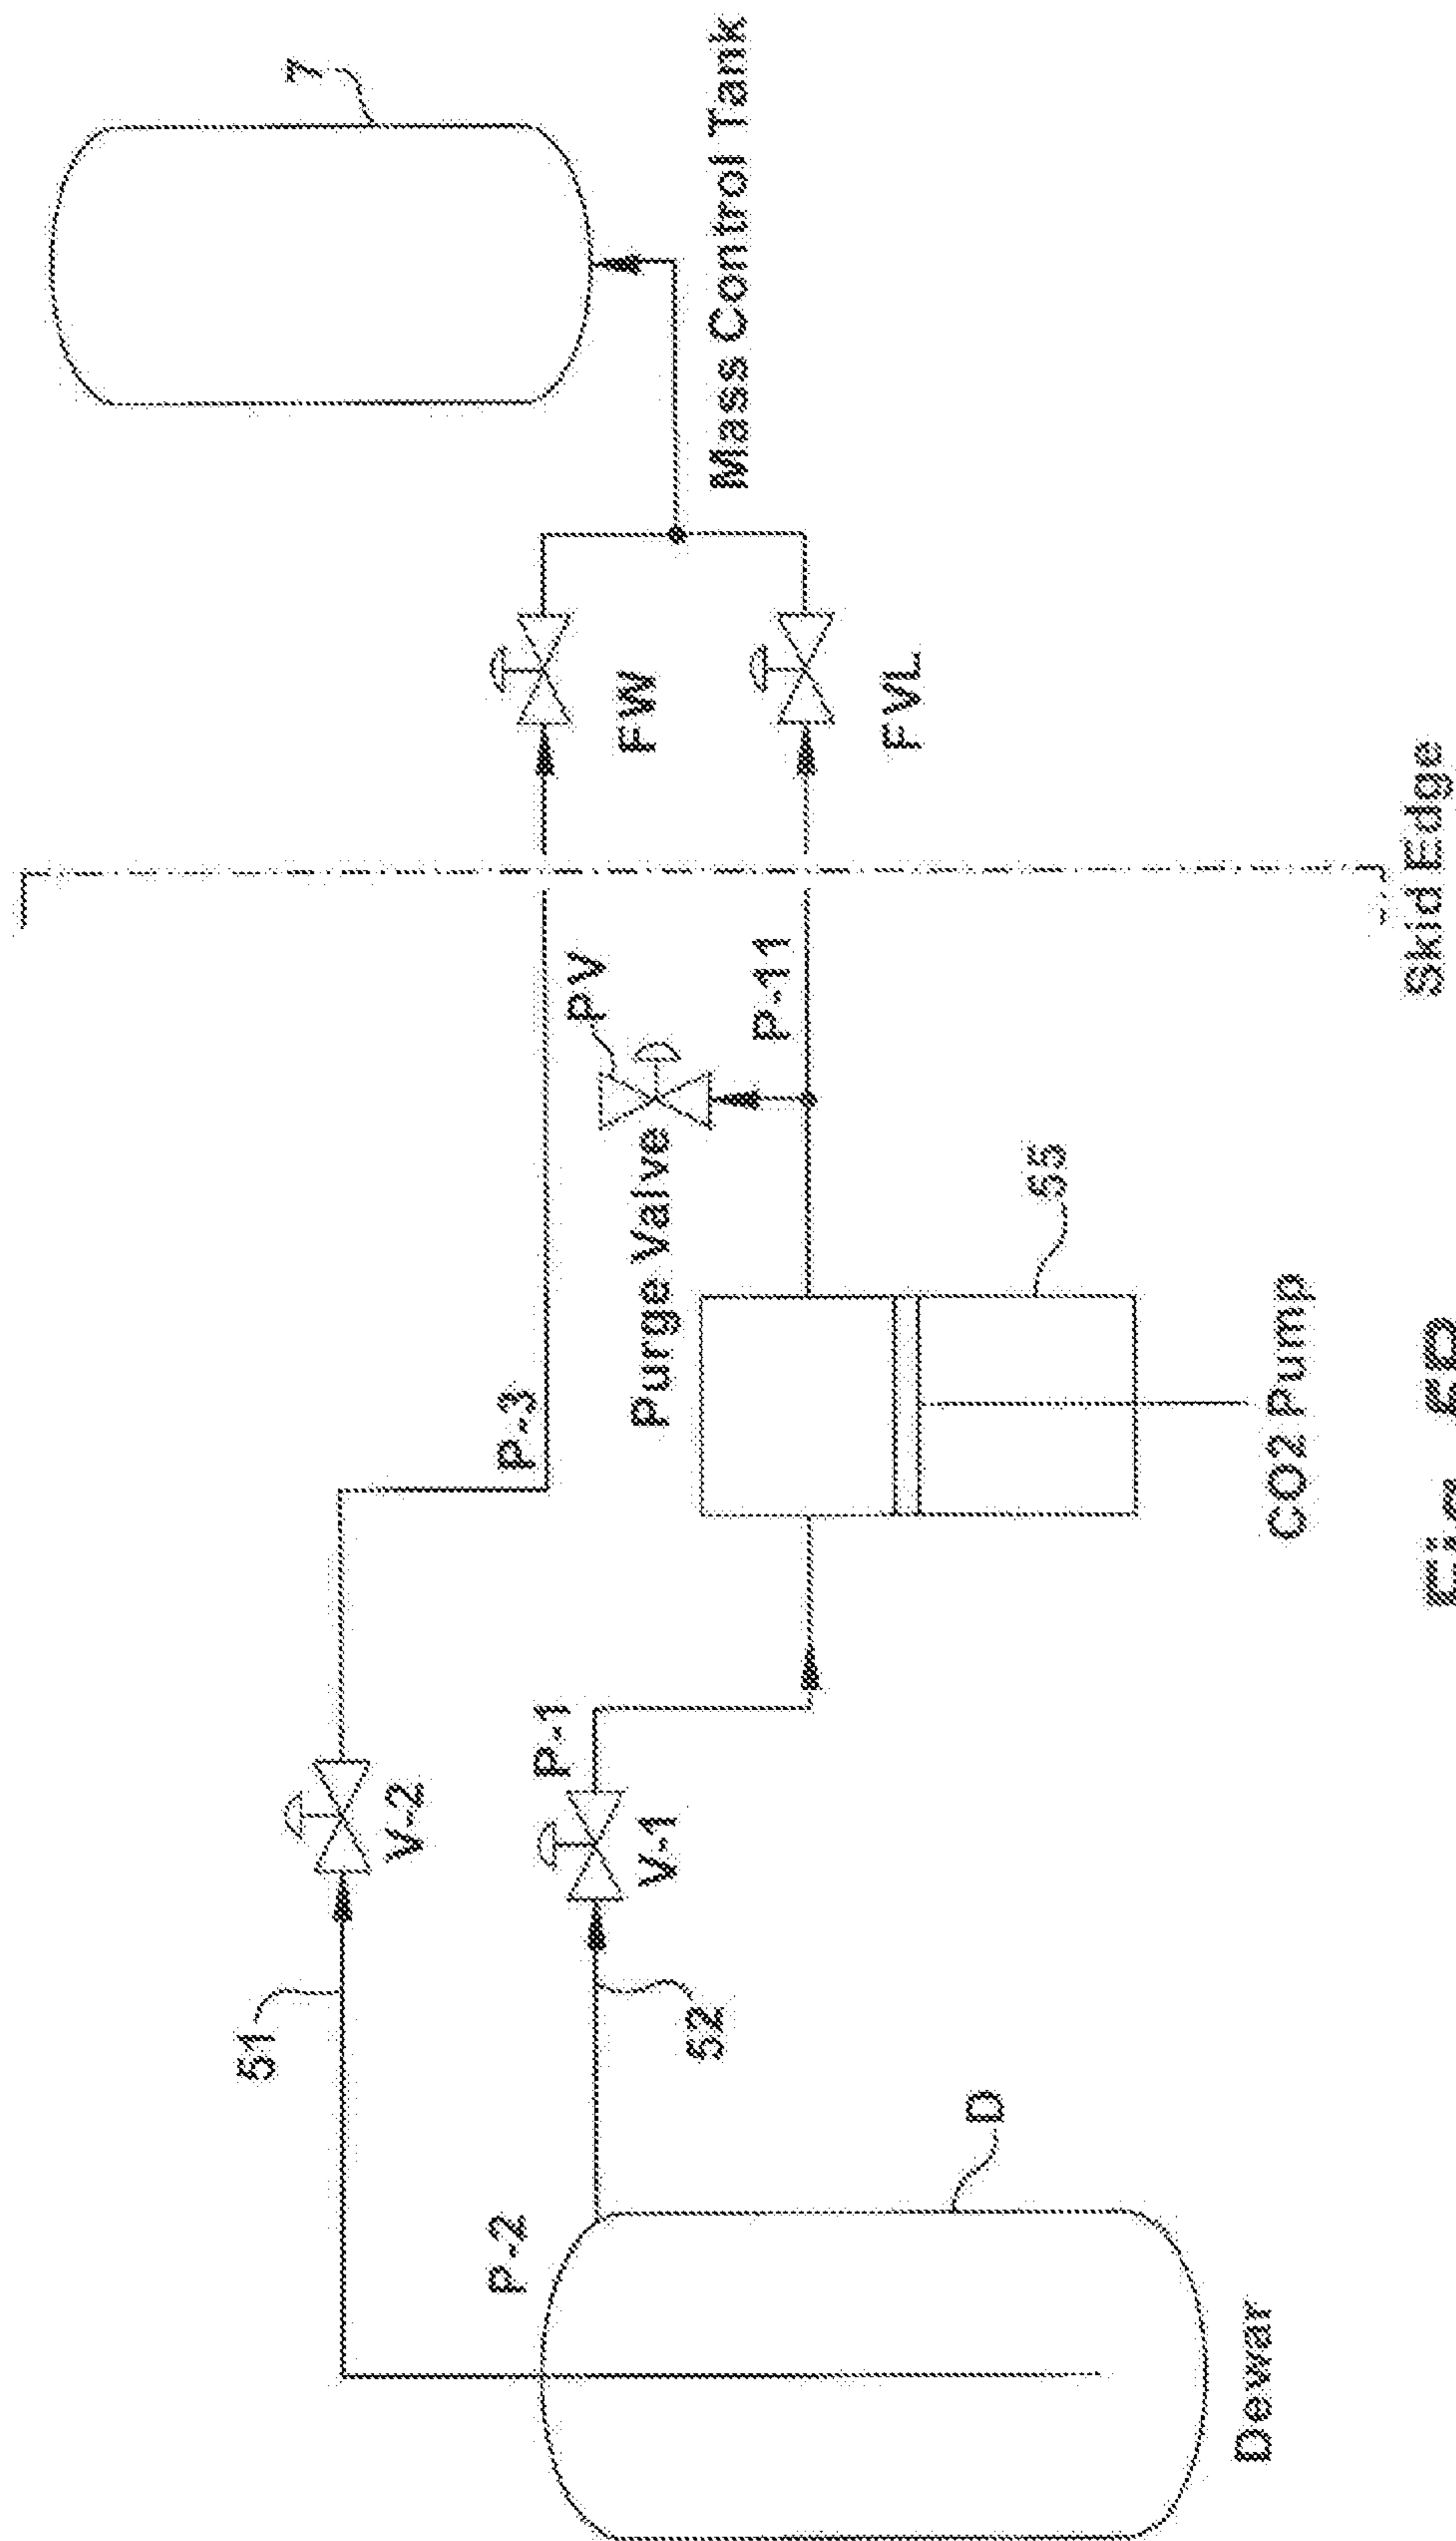 7
Mass Control Tank
FW
FVL
Skid Edge
PV
Purge Valve
P-11
55
CO2 Pump
P-3
V-2
P-1
V-1
51
52
P-2
D
Dewar